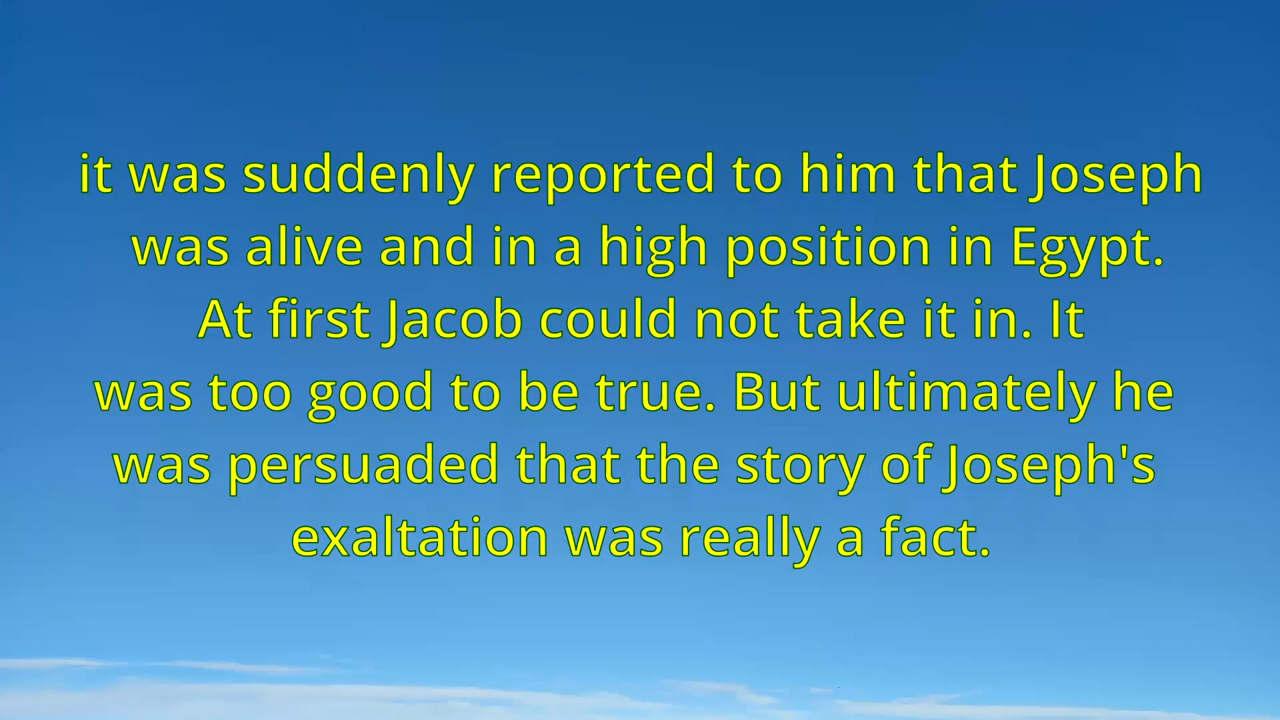 it was suddenly reported to him that Joseph
was alive and in a high position in Egypt.
At first Jacob could not take it in. It
was too good to be true. But ultimately he
was persuaded that the story of Joseph's
exaltation was really a fact.